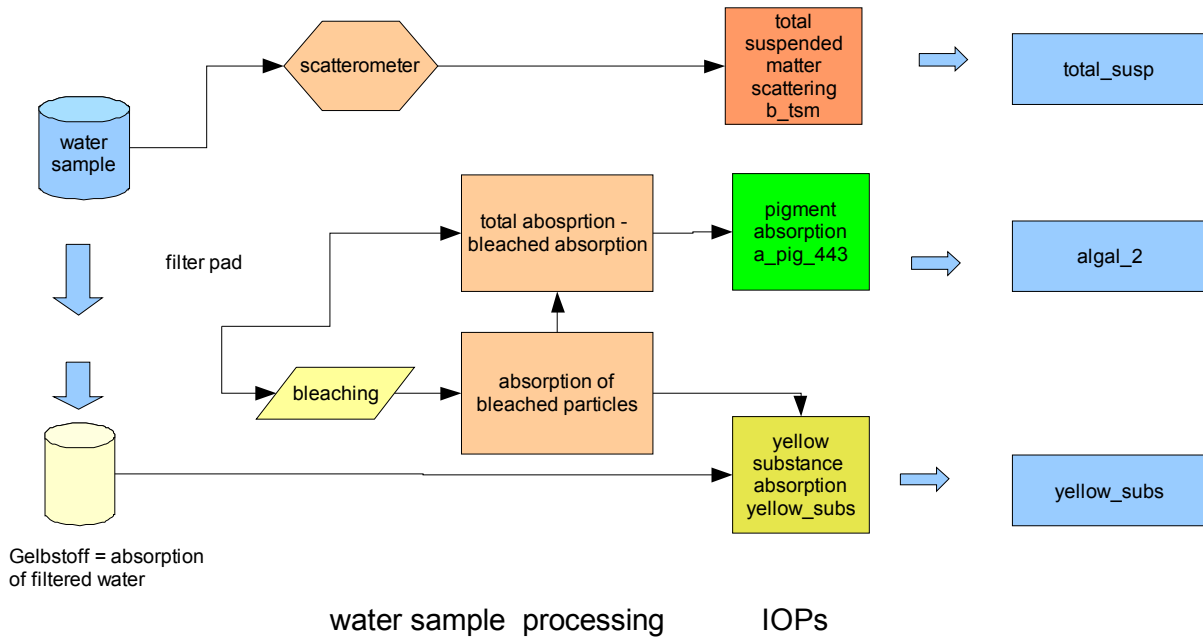 scatterometer
total
suspended
matter
scattering
b_tsm
total_susp
water
sample
filter pad
total abosprtion -
bleached absorption
pigment
absorption
a_pig_443
algal_2
bleaching
absorption of
bleached particles
yellow
substance
absorption
yellow_subs
yellow_subs
Gelbstoff = absorption
of filtered water
water sample processing
IOPs